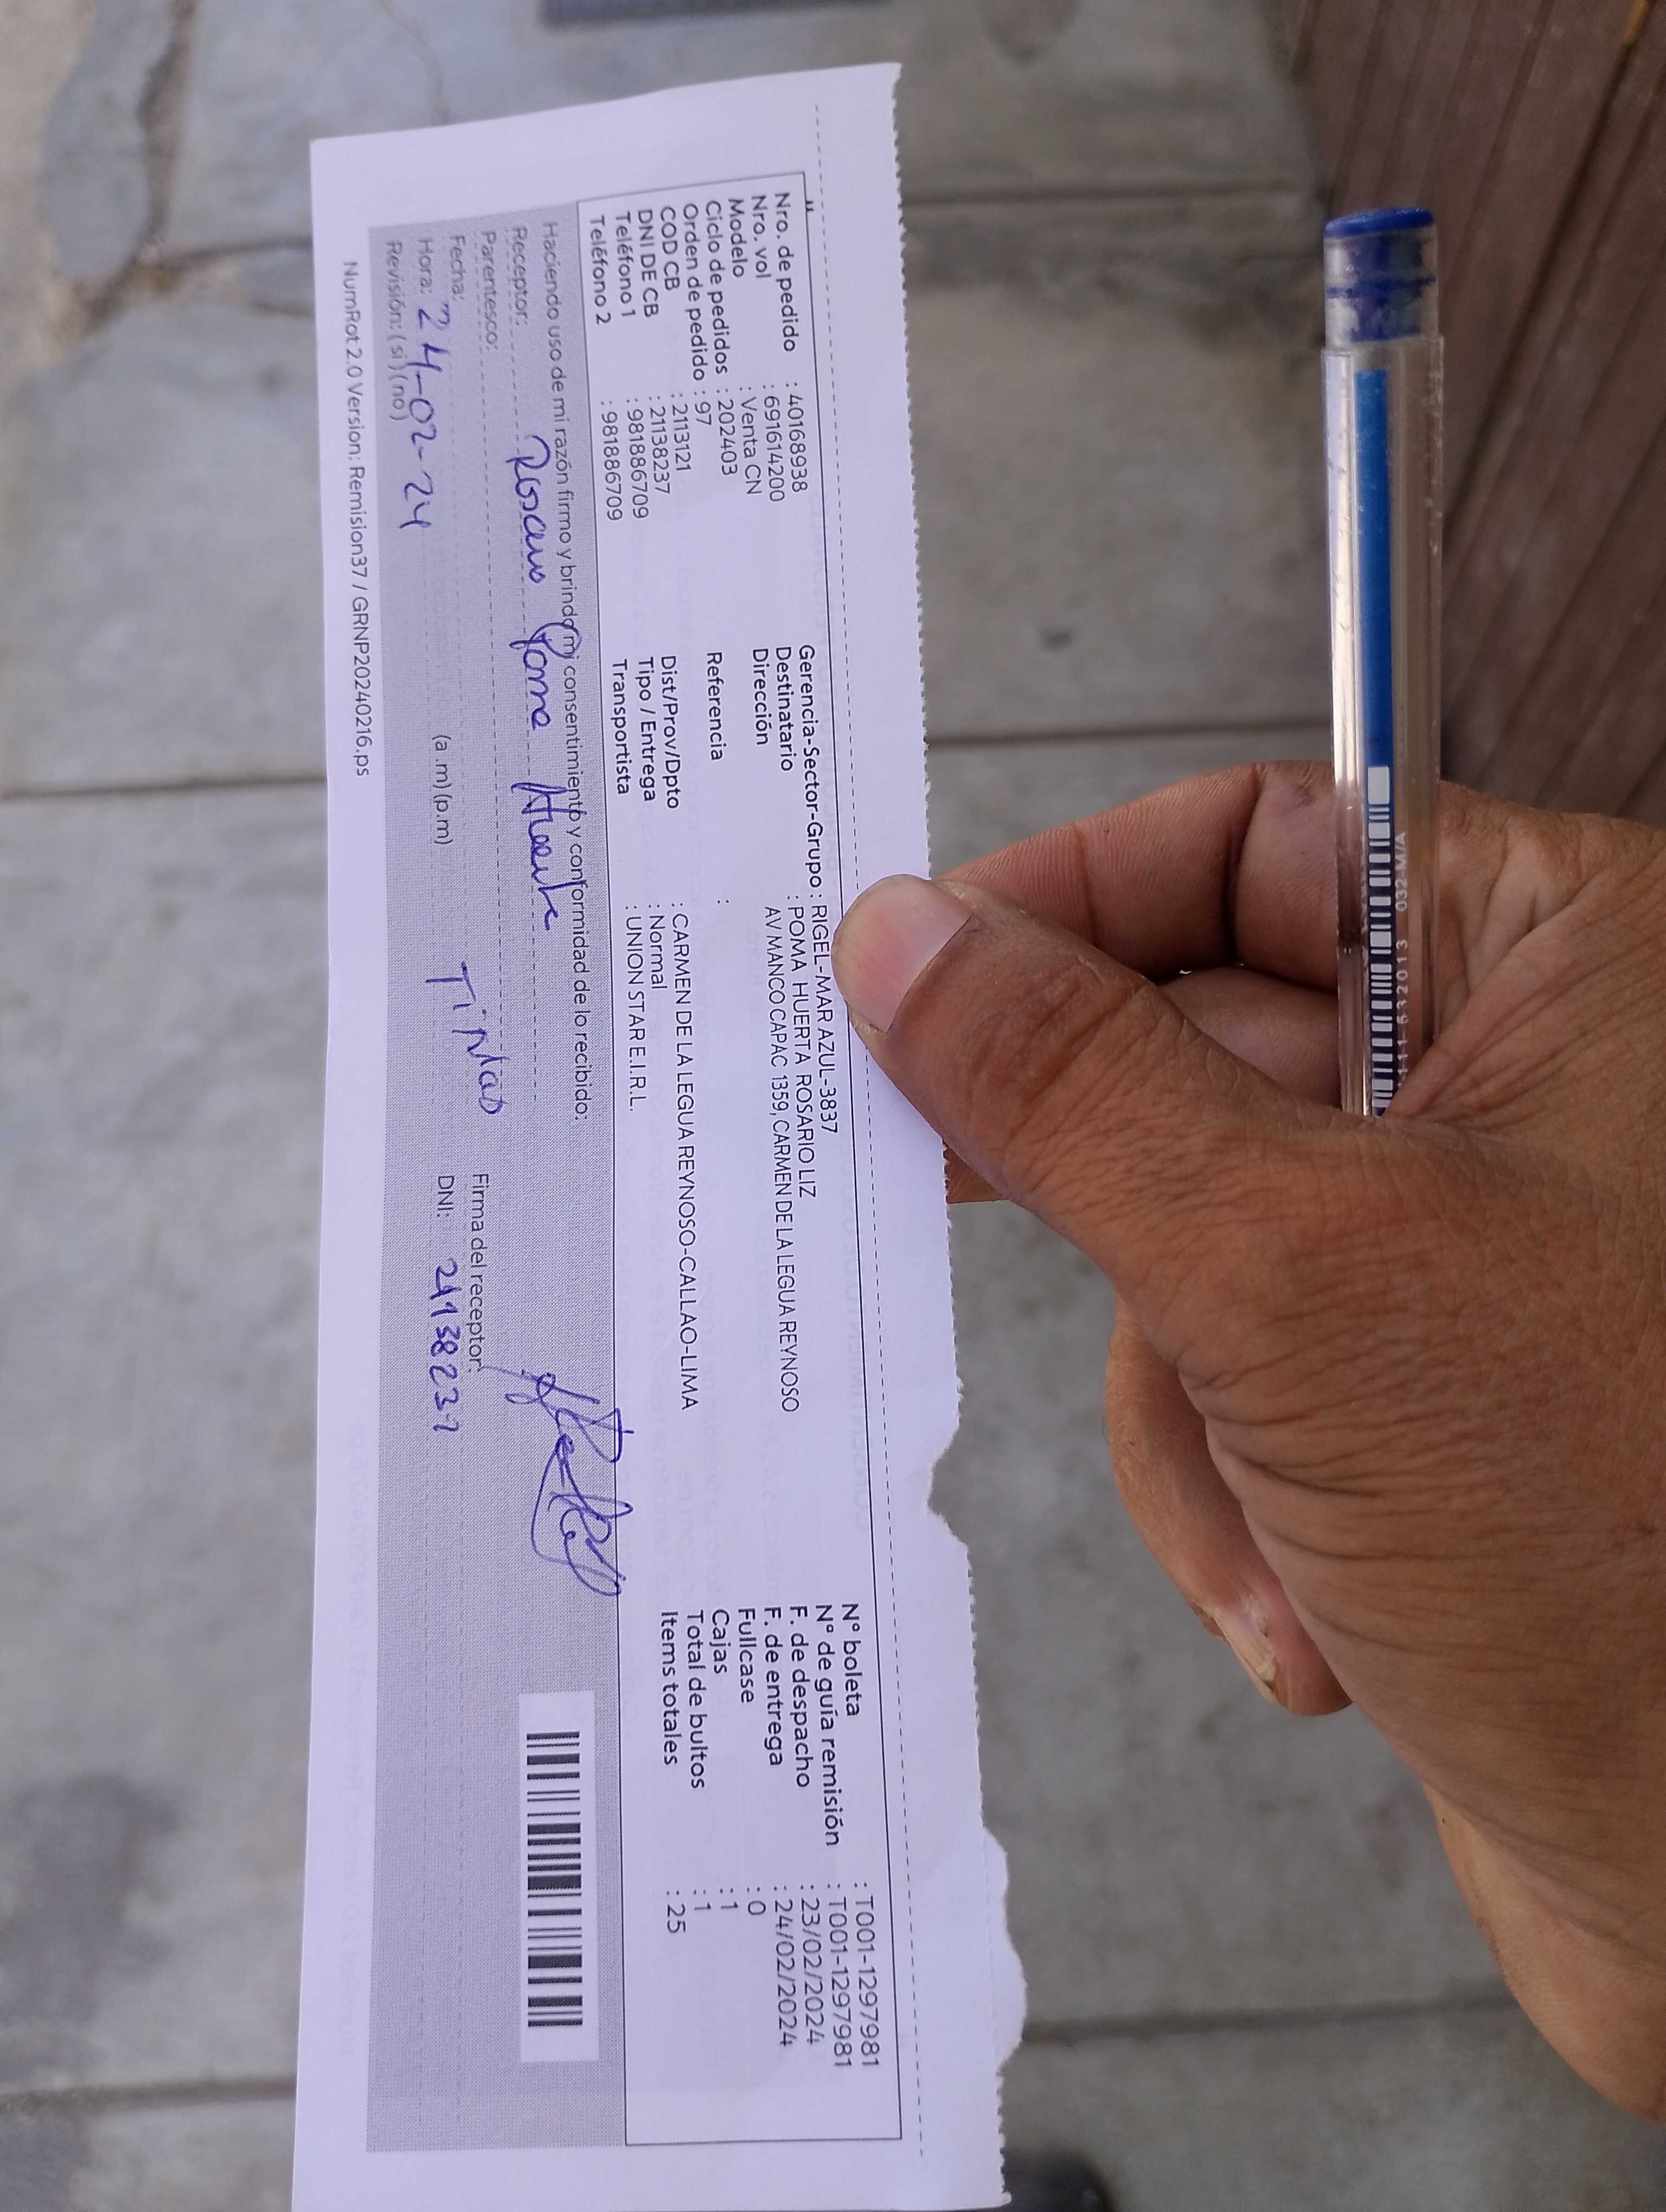 Nro. de pedido : 40168938
Nro. vol : 691614200
Modelo : Venta CN
Ciclo de pedidos : 202403
Orden de pedido : 97
COD CB : 2113121
DNI DE CB : 21138237
Teléfono 1 : 981886709
Teléfono 2 : 981886709
Gerencia-Sector-Grupo : RIGEL-MAR AZUL-3837
Destinatario : POMA HUERTA ROSARIO LIZ
Dirección AV MANCO CAPAC 1359, CARMEN DE LA LEGUA REYNOSO
Referencia :
Dist/Prov/Dpto : CARMEN DE LA LEGUA REYNOSO-CALLAO-LIMA
Tipo / Entrega : Normal
Transportista : UNION STAR E.I.R.L.
N° boleta : T001-1297981
N° de guía remisión : T001-1297981
F. de despacho : 23/02/2024
F. de entrega : 24/02/2024
Fullcase : 0
Cajas : 1
Total de bultos : 1
Items totales : 25
Haciendo uso de mi razón firmo y brindo mi consentimiento y conformidad de lo recibido:
Receptor: Rosario Poma Huerta
Parentesco: Titular
Fecha: 24-02-24
Hora: (a.m) (p.m)
Revisión: (si) (no)
Firma del receptor:
DNI: 21138237
NumRot 2.0 Version: Remision37 / GRNP20240216.ps
032-M/A